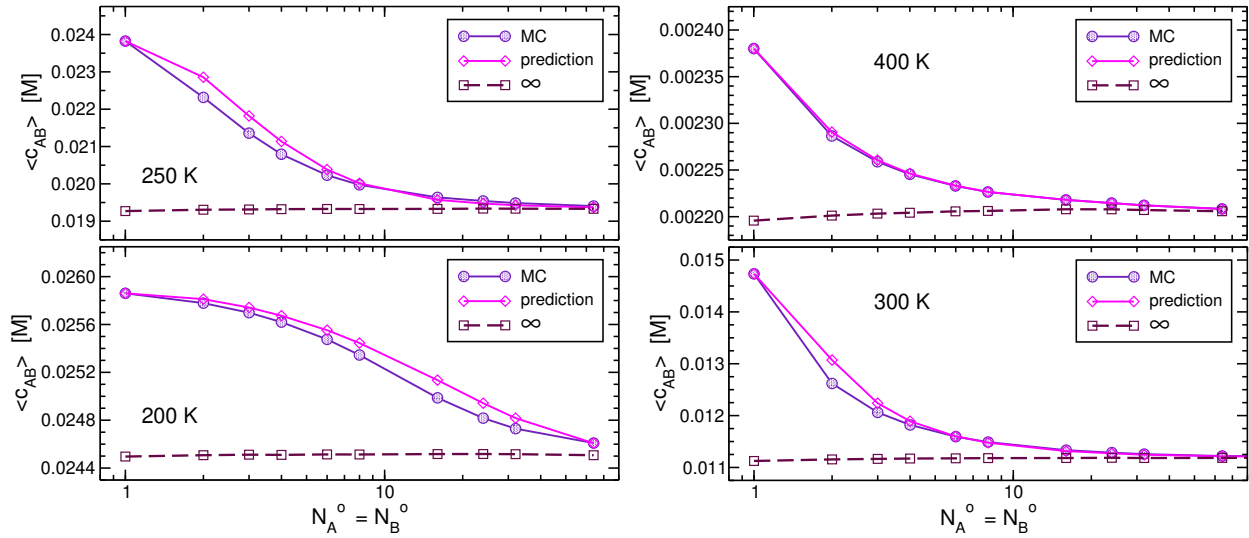 <c_AB> [M]
0.024
0.023
0.022
0.021
0.020
0.019
250 K
MC
prediction
∞
<c_AB> [M]
0.00240
0.00235
0.00230
0.00225
0.00220
400 K
MC
prediction
∞
<c_AB> [M]
0.0260
0.0256
0.0252
0.0248
0.0244
200 K
MC
prediction
∞
1
10
N_A^o = N_B^o
<c_AB> [M]
0.015
0.014
0.013
0.012
0.011
300 K
MC
prediction
∞
1
10
N_A^o = N_B^o